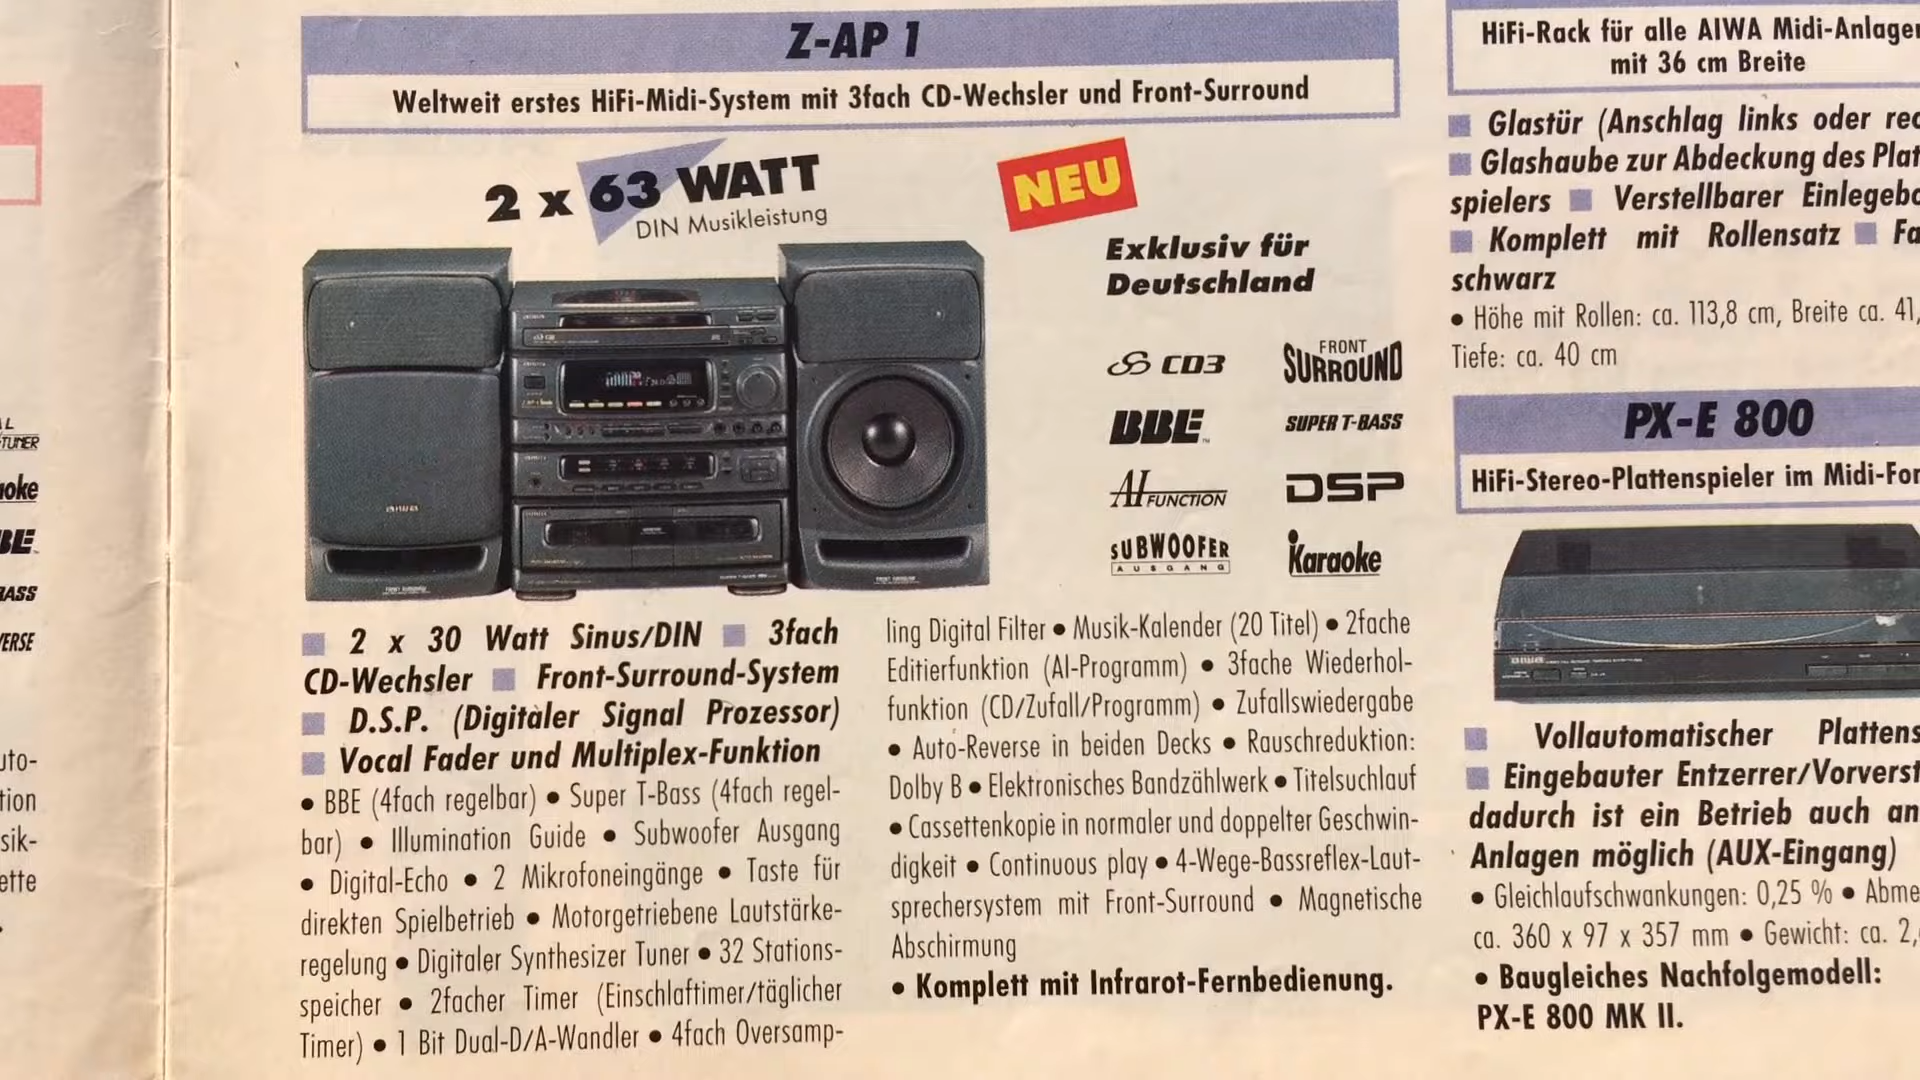 Z-AP 1
Weltweit erstes HiFi-Midi-System mit 3fach CD-Wechsler und Front-Surround
2 x 63 WATT
DIN Musikleistung
NEU
Exklusiv für
Deutschland
CD3
FRONT
SURROUND
BBE
SUPER T-BASS
AI FUNCTION
DSP
SUBWOOFER
AUSGANG
Karaoke
■ 2 x 30 Watt Sinus/DIN ■ 3fach
CD-Wechsler ■ Front-Surround-System
■ D.S.P. (Digitaler Signal Prozessor)
■ Vocal Fader und Multiplex-Funktion
• BBE (4fach regelbar) • Super T-Bass (4fach regel-
bar) • Illumination Guide • Subwoofer Ausgang
• Digital-Echo • 2 Mikrofoneingänge • Taste für
direkten Spielbetrieb • Motorgetriebene Lautstärke-
regelung • Digitaler Synthesizer Tuner • 32 Stations-
speicher • 2facher Timer (Einschlaftimer/täglicher
Timer) • 1 Bit Dual-D/A-Wandler • 4fach Oversamp-
ling Digital Filter • Musik-Kalender (20 Titel) • 2fache
Editierfunktion (AI-Programm) • 3fache Wiederhol-
funktion (CD/Zufall/Programm) • Zufallswiedergabe
• Auto-Reverse in beiden Decks • Rauschreduktion:
Dolby B • Elektronisches Bandzählwerk • Titelsuchlauf
• Cassettenkopie in normaler und doppelter Geschwin-
digkeit • Continuous play • 4-Wege-Bassreflex-Laut-
sprechersystem mit Front-Surround • Magnetische
Abschirmung
• Komplett mit Infrarot-Fernbedienung.
HiFi-Rack für alle AIWA Midi-Anlagen
mit 36 cm Breite
■ Glastür (Anschlag links oder rec
■ Glashaube zur Abdeckung des Plat
spielers ■ Verstellbarer Einlegebo
■ Komplett mit Rollensatz ■ Fa
schwarz
• Höhe mit Rollen: ca. 113,8 cm, Breite ca. 41,
Tiefe: ca. 40 cm
PX-E 800
HiFi-Stereo-Plattenspieler im Midi-For
■ Vollautomatischer Plattens
■ Eingebauter Entzerrer/Vorverst
dadurch ist ein Betrieb auch an
Anlagen möglich (AUX-Eingang)
• Gleichlaufschwankungen: 0,25 % • Abme
ca. 360 x 97 x 357 mm • Gewicht: ca. 2,
• Baugleiches Nachfolgemodell:
PX-E 800 MK II.